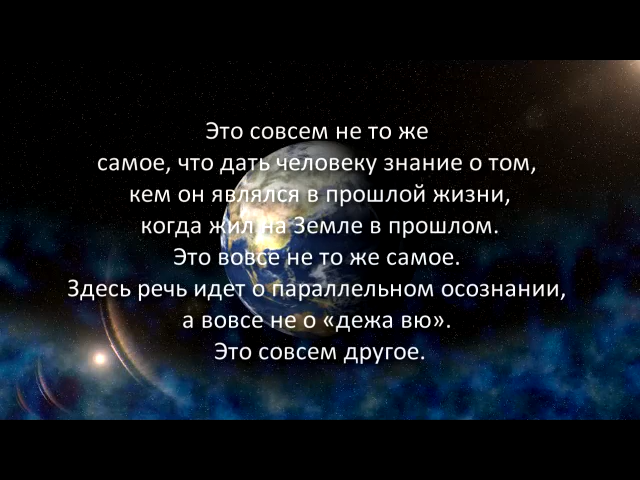 Это совсем не то же
самое, что дать человеку знание о том,
кем он являлся в прошлой жизни,
когда жил на Земле в прошлом.
Это вовсе не то же самое.
Здесь речь идет о параллельном осознании,
а вовсе не о «дежа вю».
Это совсем другое.